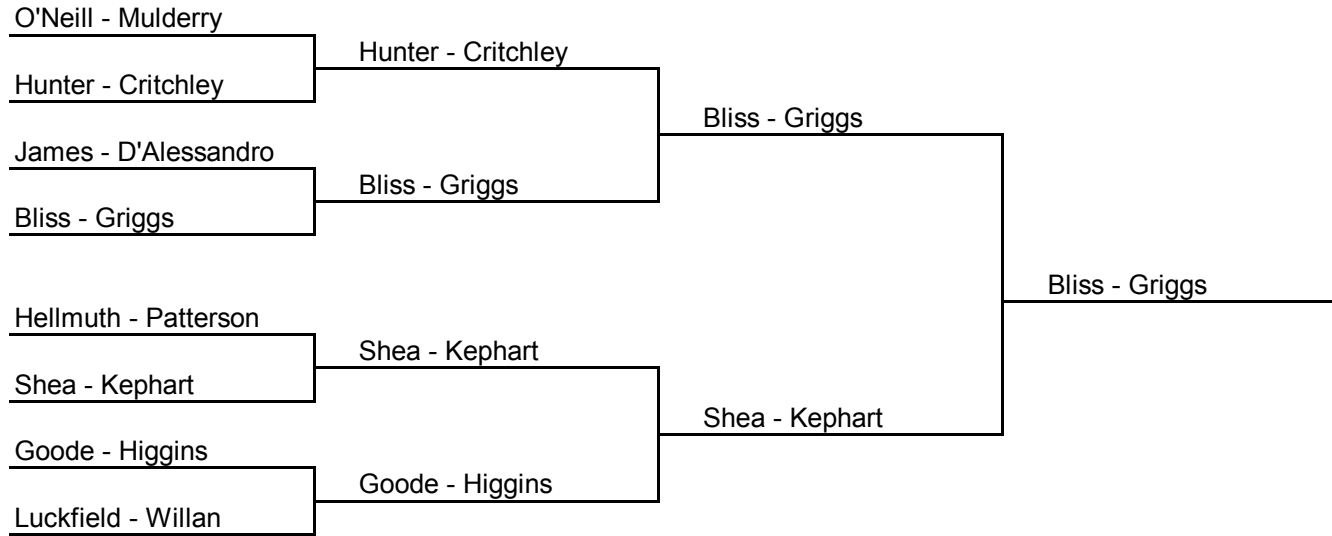 O'Neill - Mulderry
Hunter - Critchley
Hunter - Critchley
Bliss - Griggs
James - D'Alessandro
Bliss - Griggs
Bliss - Griggs
Bliss - Griggs
Hellmuth - Patterson
Shea - Kephart
Shea - Kephart
Shea - Kephart
Goode - Higgins
Goode - Higgins
Luckfield - Willan